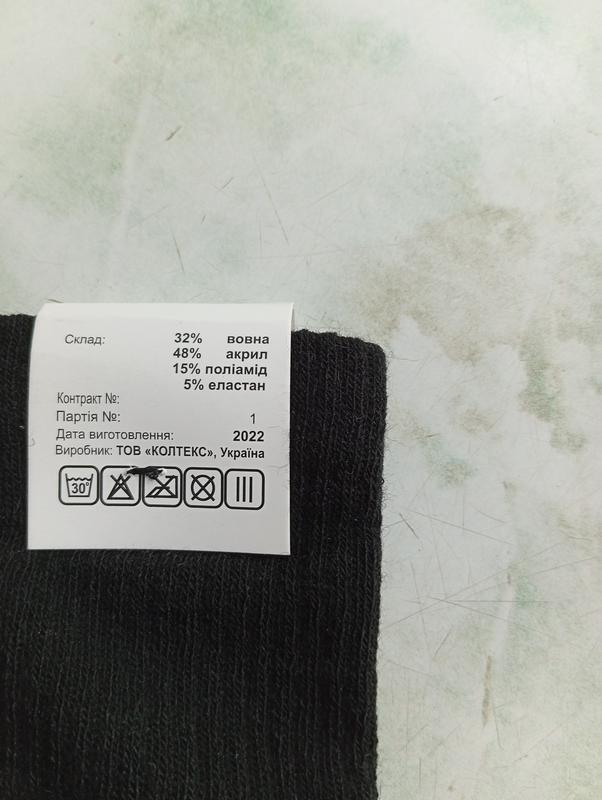 Склад: 32% вовна
48% акрил
15% поліамід
5% еластан
Контракт №:
Партія №: 1
Дата виготовлення: 2022
Виробник: ТОВ «КОЛТЕКС», Україна
30°